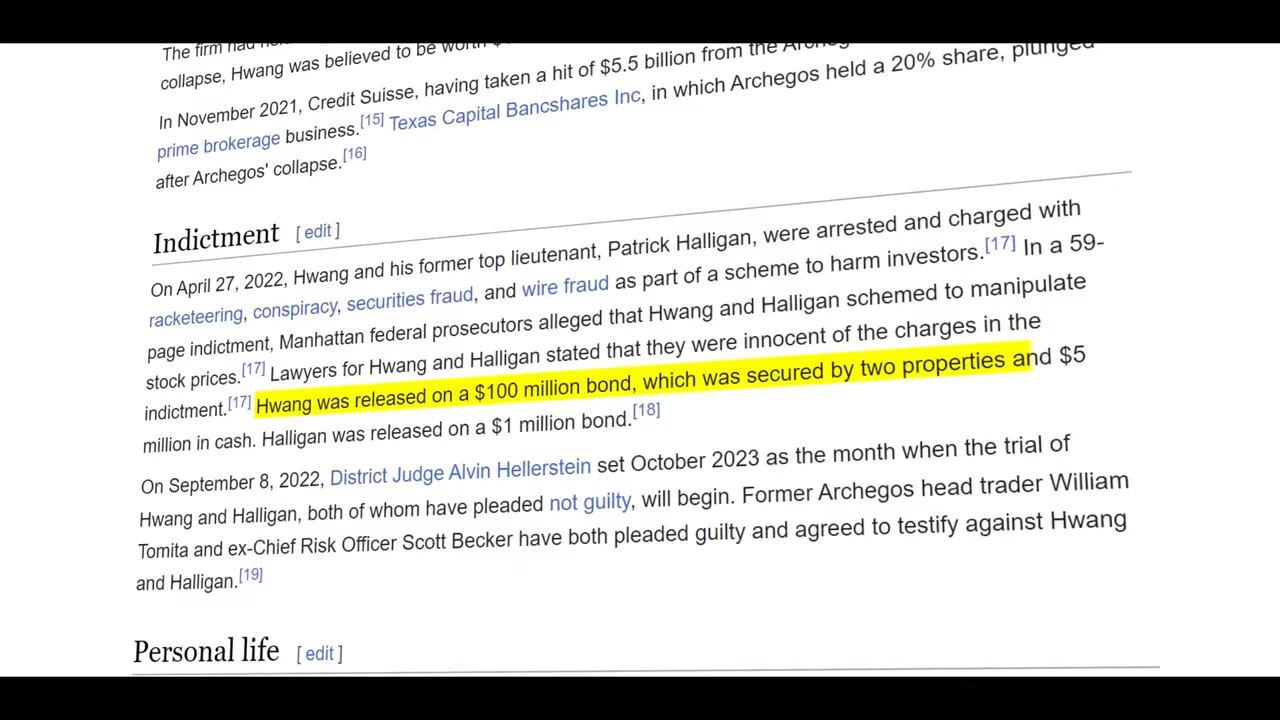 The firm had
collapse, Hwang was believed to be worth
In November 2021, Credit Suisse, having taken a hit of $5.5 billion from the Archegos
prime brokerage business.[15] Texas Capital Bancshares Inc, in which Archegos held a 20% share, plunged
after Archegos' collapse.[16]
Indictment [ edit ]
On April 27, 2022, Hwang and his former top lieutenant, Patrick Halligan, were arrested and charged with
racketeering, conspiracy, securities fraud, and wire fraud as part of a scheme to harm investors.[17] In a 59-
page indictment, Manhattan federal prosecutors alleged that Hwang and Halligan schemed to manipulate
stock prices.[17] Lawyers for Hwang and Halligan stated that they were innocent of the charges in the
indictment.[17] Hwang was released on a $100 million bond, which was secured by two properties and $5
million in cash. Halligan was released on a $1 million bond.[18]
On September 8, 2022, District Judge Alvin Hellerstein set October 2023 as the month when the trial of
Hwang and Halligan, both of whom have pleaded not guilty, will begin. Former Archegos head trader William
Tomita and ex-Chief Risk Officer Scott Becker have both pleaded guilty and agreed to testify against Hwang
and Halligan.[19]
Personal life [ edit ]